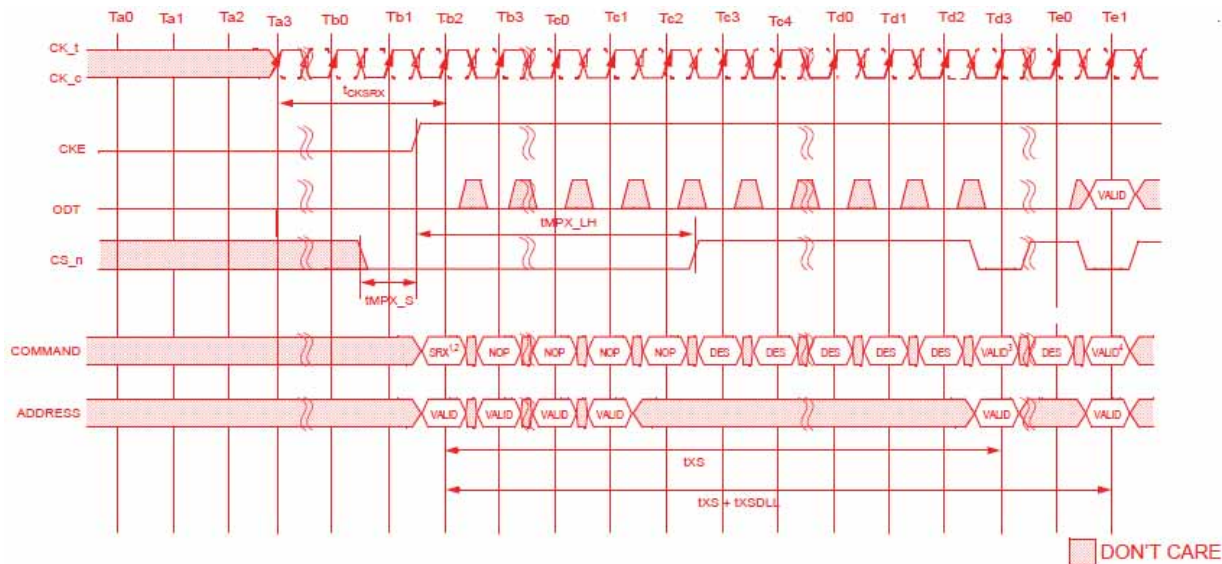 Ta0 Ta1 Ta2 Ta3 Tb0 Tb1 Tb2 Tb3 Tc0 Tc1 Tc2 Tc3 Tc4 Td0 Td1 Td2 Td3 Te0 Te1
CK_t
CK_c
tCKSRX
CKE
ODT
VALID
tMPX_LH
CS_n
tMPX_S
COMMAND SRX1,2 NOP NOP NOP NOP DES DES DES DES DES VALID3 DES VALID4
ADDRESS VALID VALID VALID VALID VALID VALID
tXS
tXS + tXSDLL
DON'T CARE